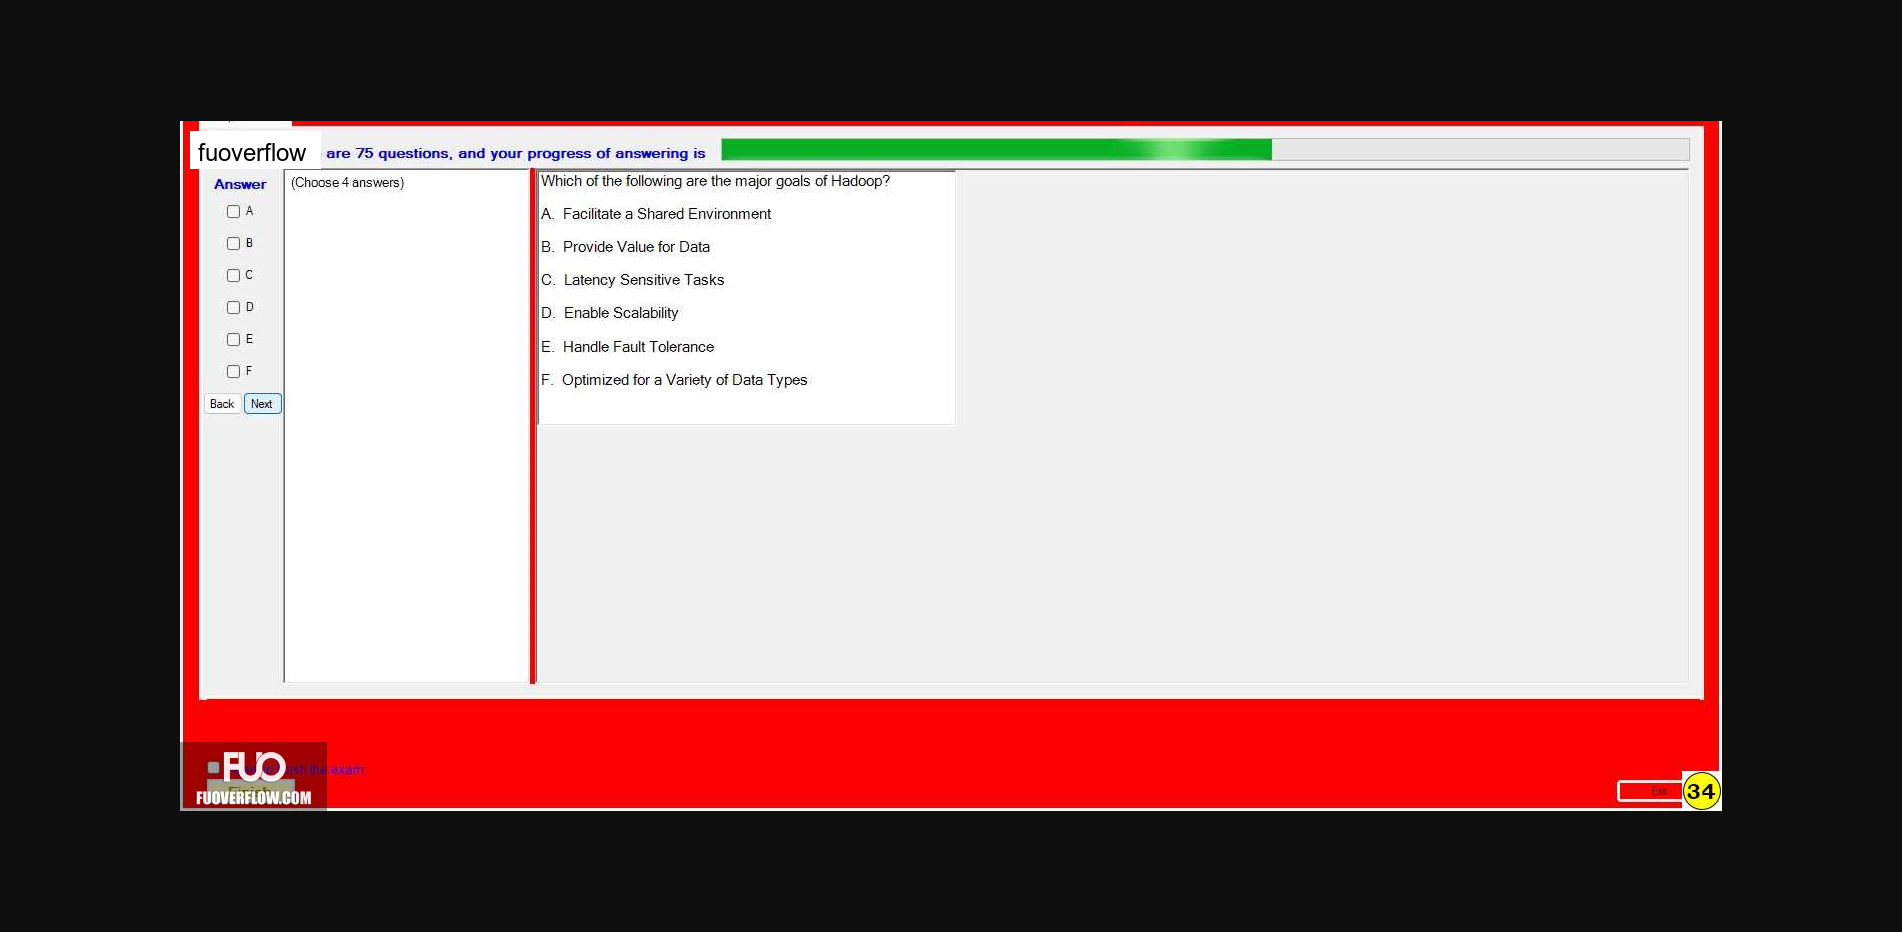 fuoverflow are 75 questions, and your progress of answering is
Answer
(Choose 4 answers)
A
B
C
D
E
F
Back Next
Which of the following are the major goals of Hadoop?
A. Facilitate a Shared Environment
B. Provide Value for Data
C. Latency Sensitive Tasks
D. Enable Scalability
E. Handle Fault Tolerance
F. Optimized for a Variety of Data Types
the exam
FUO
FUOVERFLOW.COM
Exit
34